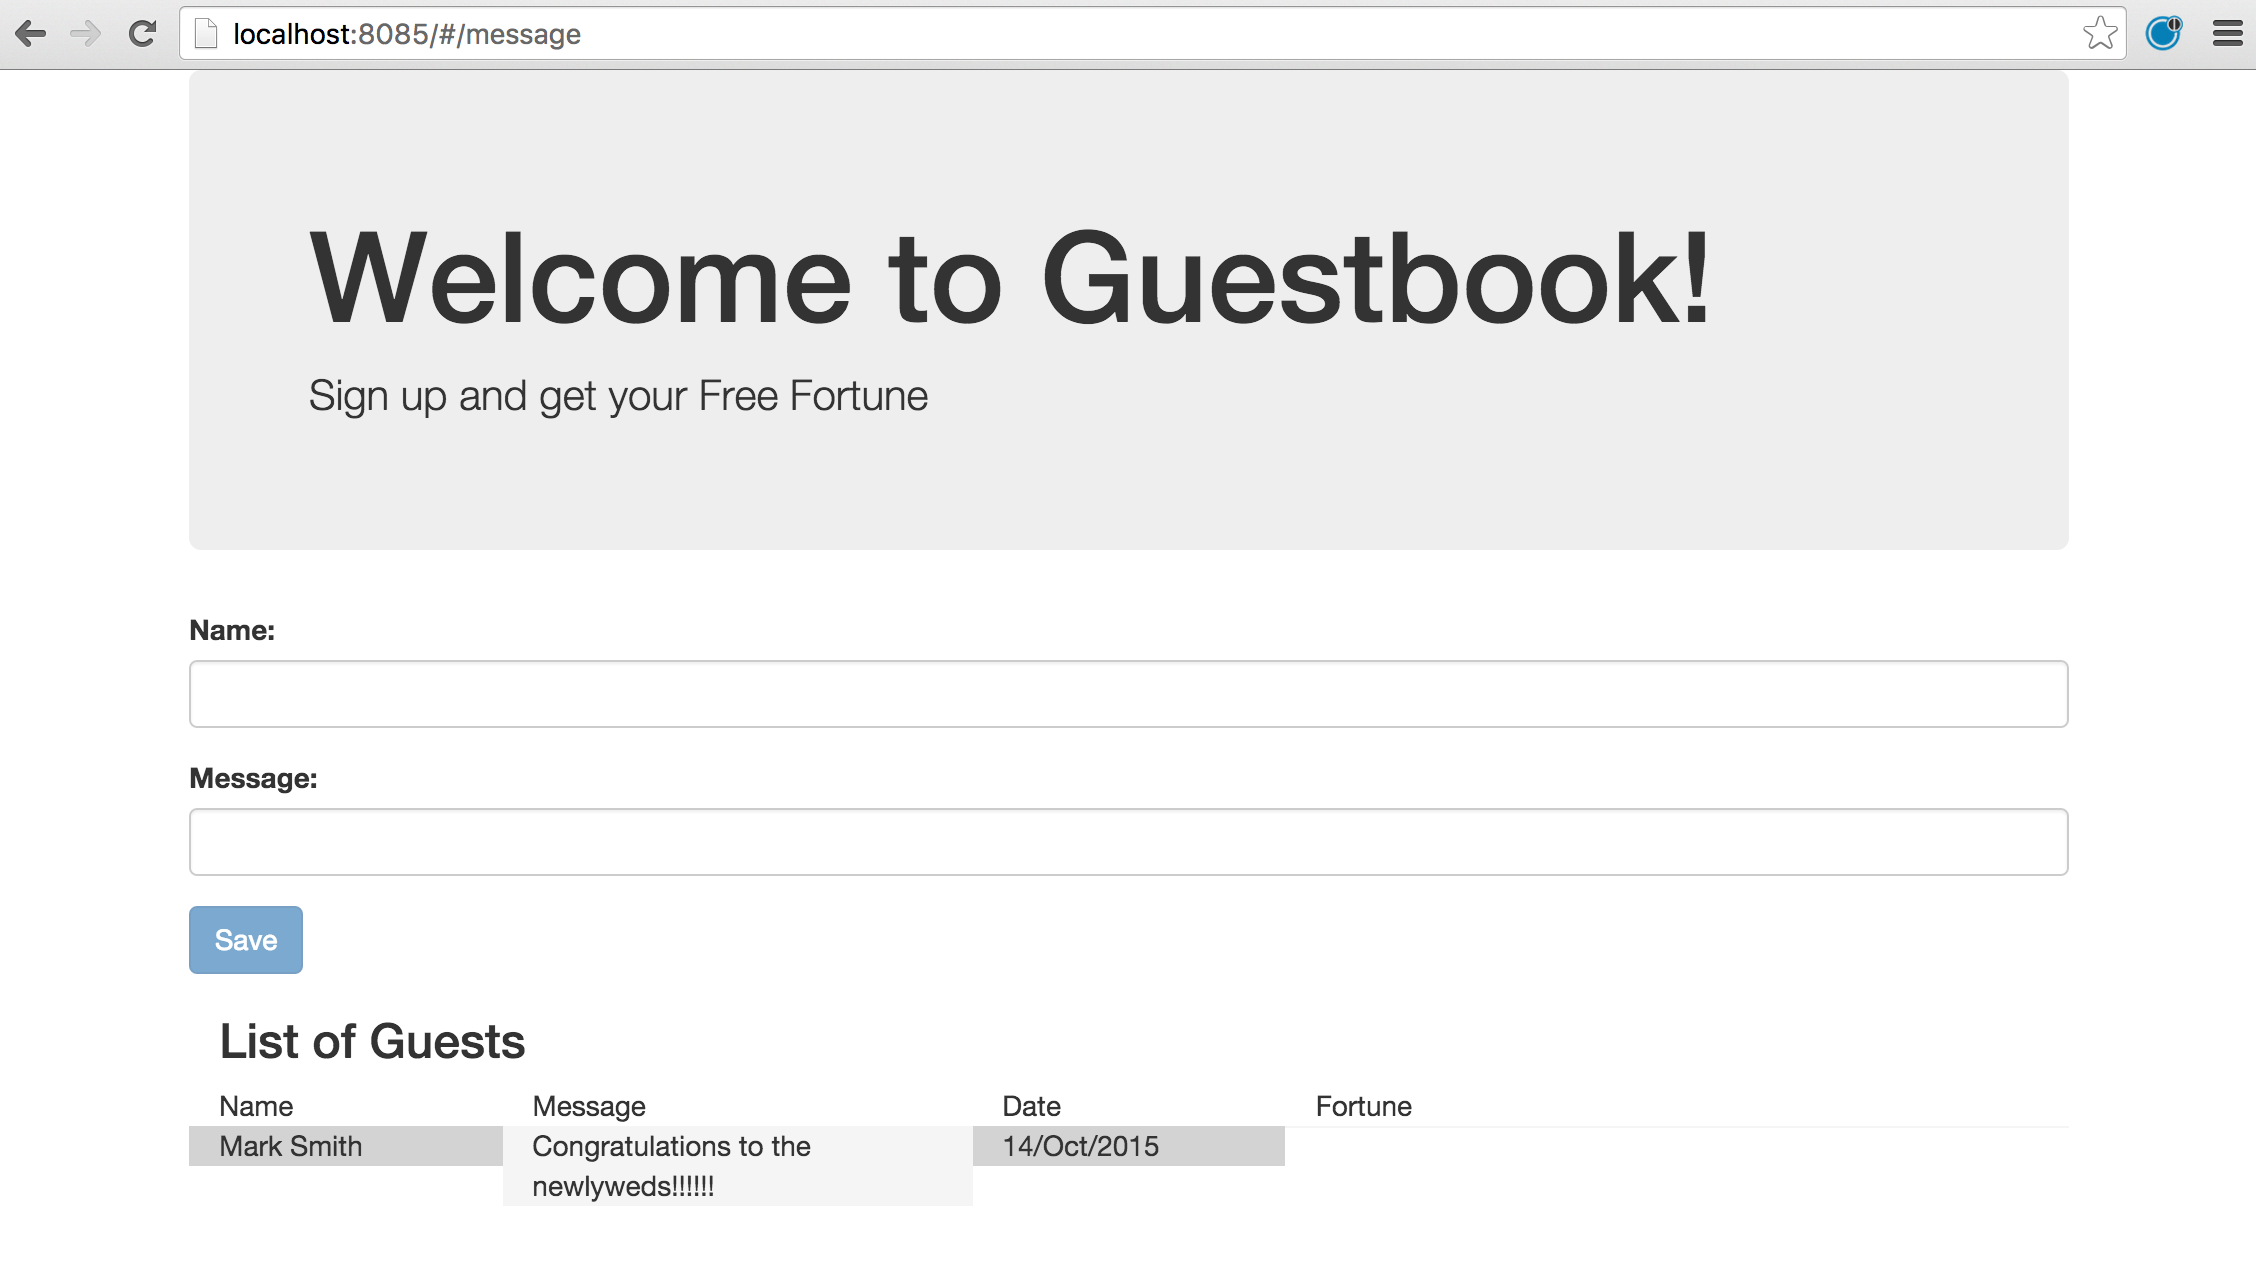 localhost:8085/#/message
Welcome to Guestbook!
Sign up and get your Free Fortune
Name:
Message:
Save
List of Guests
Name Message Date Fortune
Mark Smith Congratulations to the 14/Oct/2015
newlyweds!!!!!!